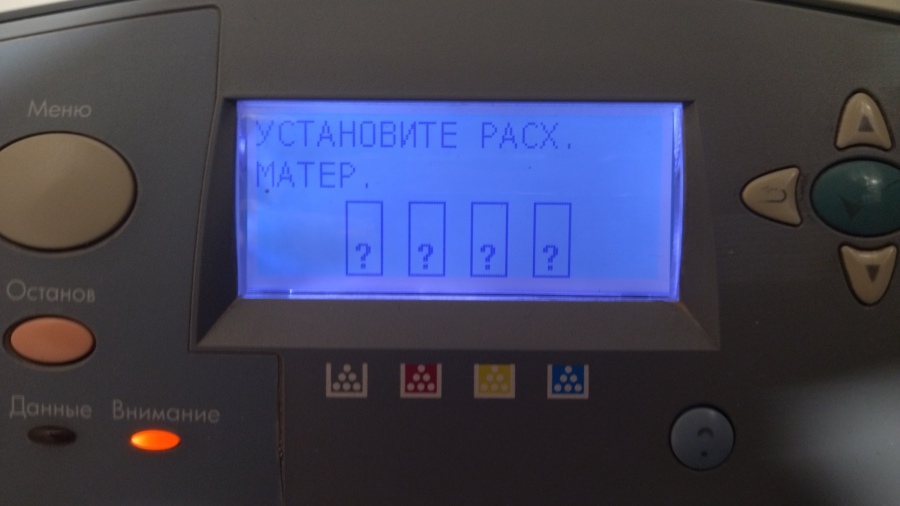 Меню
УСТАНОВИТЕ РАСХ.
МАТЕР.
? ? ? ?
Останов
Данные Внимание
?